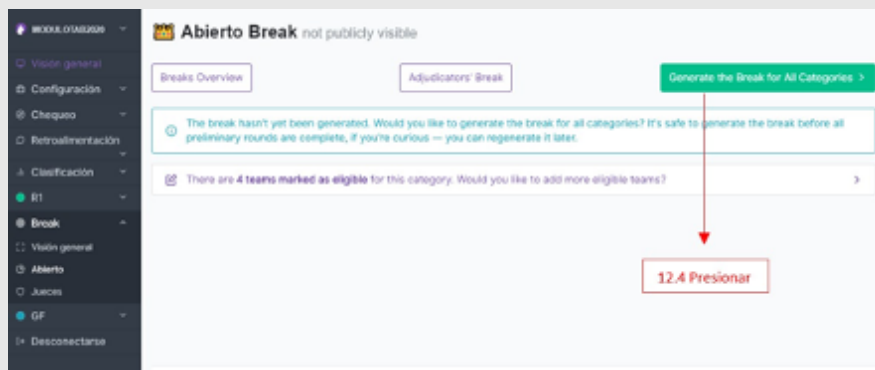 MODULOTAB2020
Abierto Break not publicly visible
Visión general
Configuración
Chequeo
Retroalimentación
Clasificación
R1
Break
Visión general
Abierto
Jueces
GF
Desconectarse
Breaks Overview
Adjudicators' Break
Generate the Break for All Categories >
The break hasn't yet been generated. Would you like to generate the break for all categories? It's safe to generate the break before all
preliminary rounds are complete, if you're curious — you can regenerate it later.
There are 4 teams marked as eligible for this category. Would you like to add more eligible teams?
12.4 Presionar